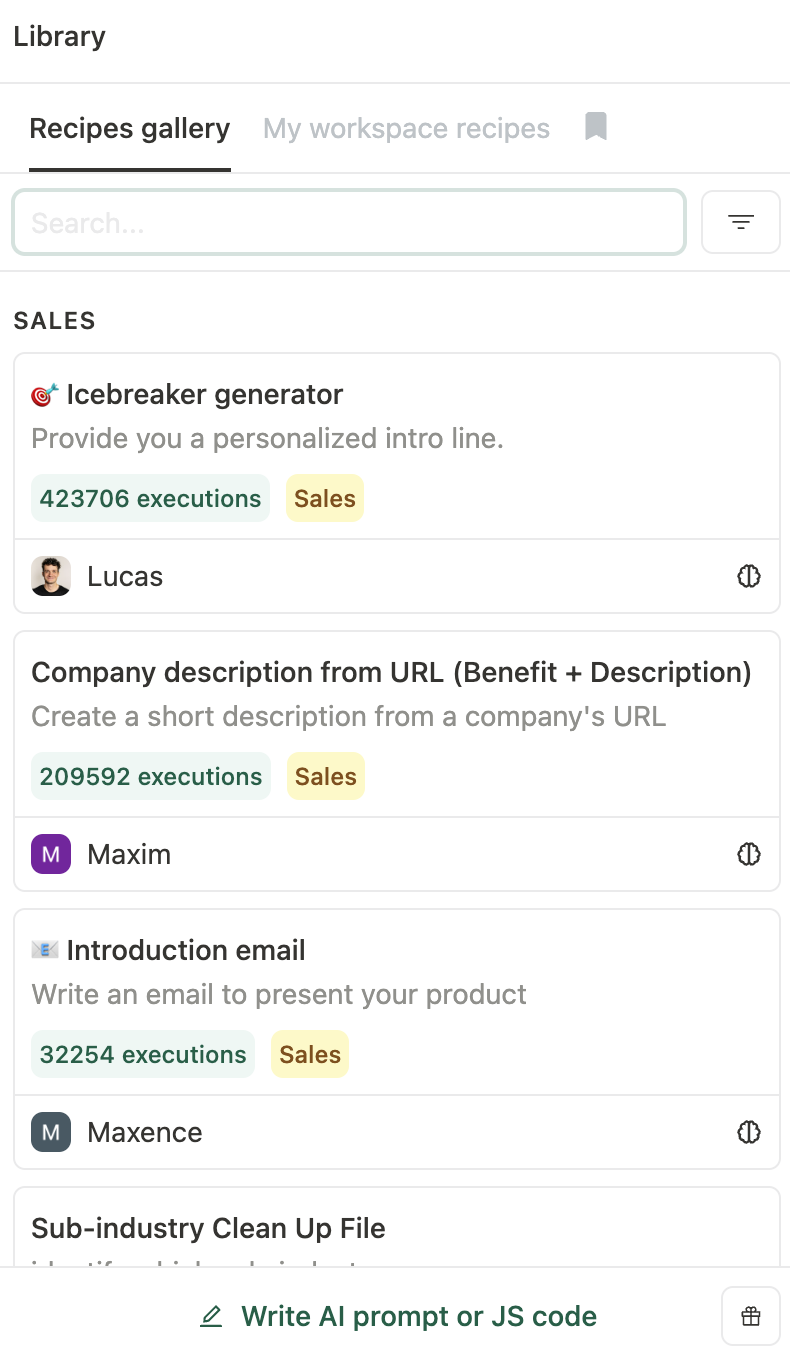 Library
Recipes gallery My workspace recipes
Search...
SALES
🎯 Icebreaker generator
Provide you a personalized intro line.
423706 executions Sales
Lucas
Company description from URL (Benefit + Description)
Create a short description from a company's URL
209592 executions Sales
M Maxim
📧 Introduction email
Write an email to present your product
32254 executions Sales
M Maxence
Sub-industry Clean Up File
Write AI prompt or JS code